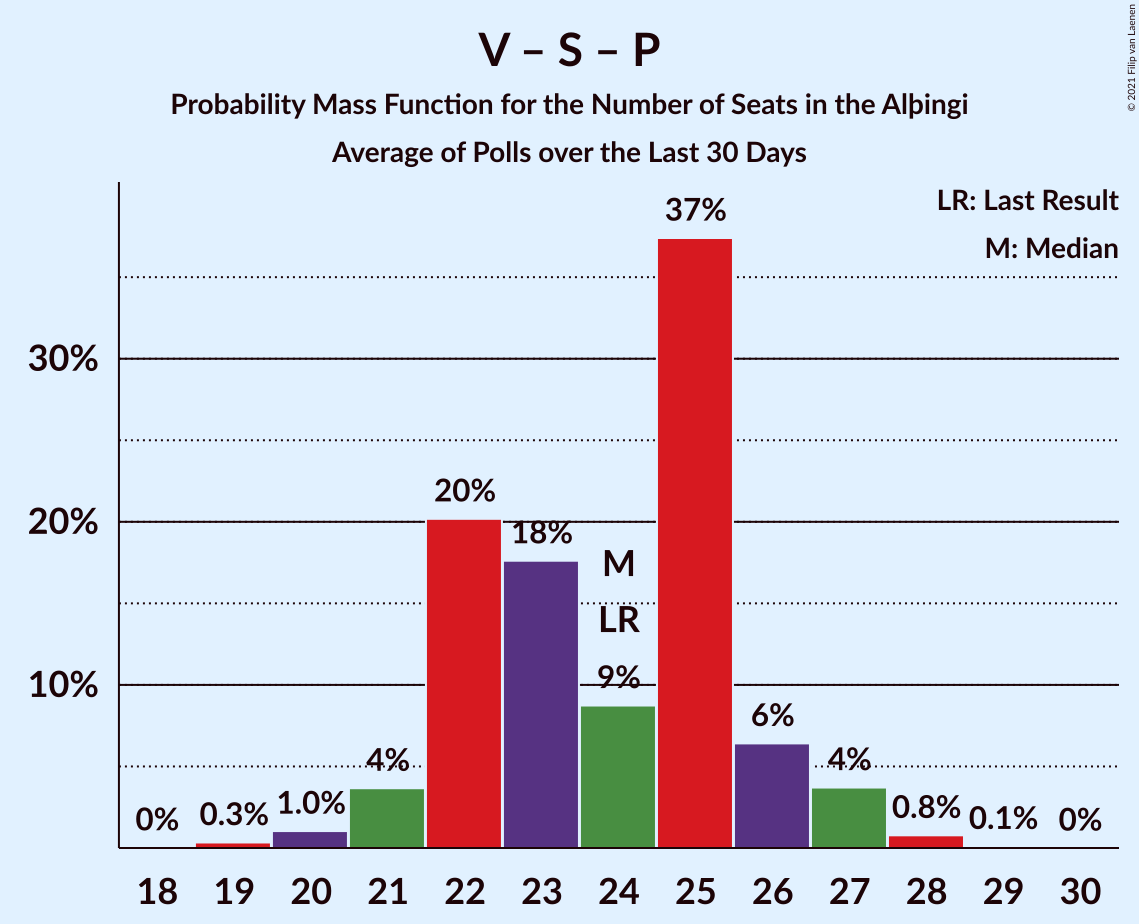 V – S – P
Probability Mass Function for the Number of Seats in the Alþingi
Average of Polls over the Last 30 Days
© 2021 Filip van Laenen
LR: Last Result
M: Median
37%
30%
20%
20%
18%
M
LR
9%
10%
6%
4%
4%
0%
0.3%
1.0%
0.8%
0.1%
0%
18 19 20 21 22 23 24 25 26 27 28 29 30